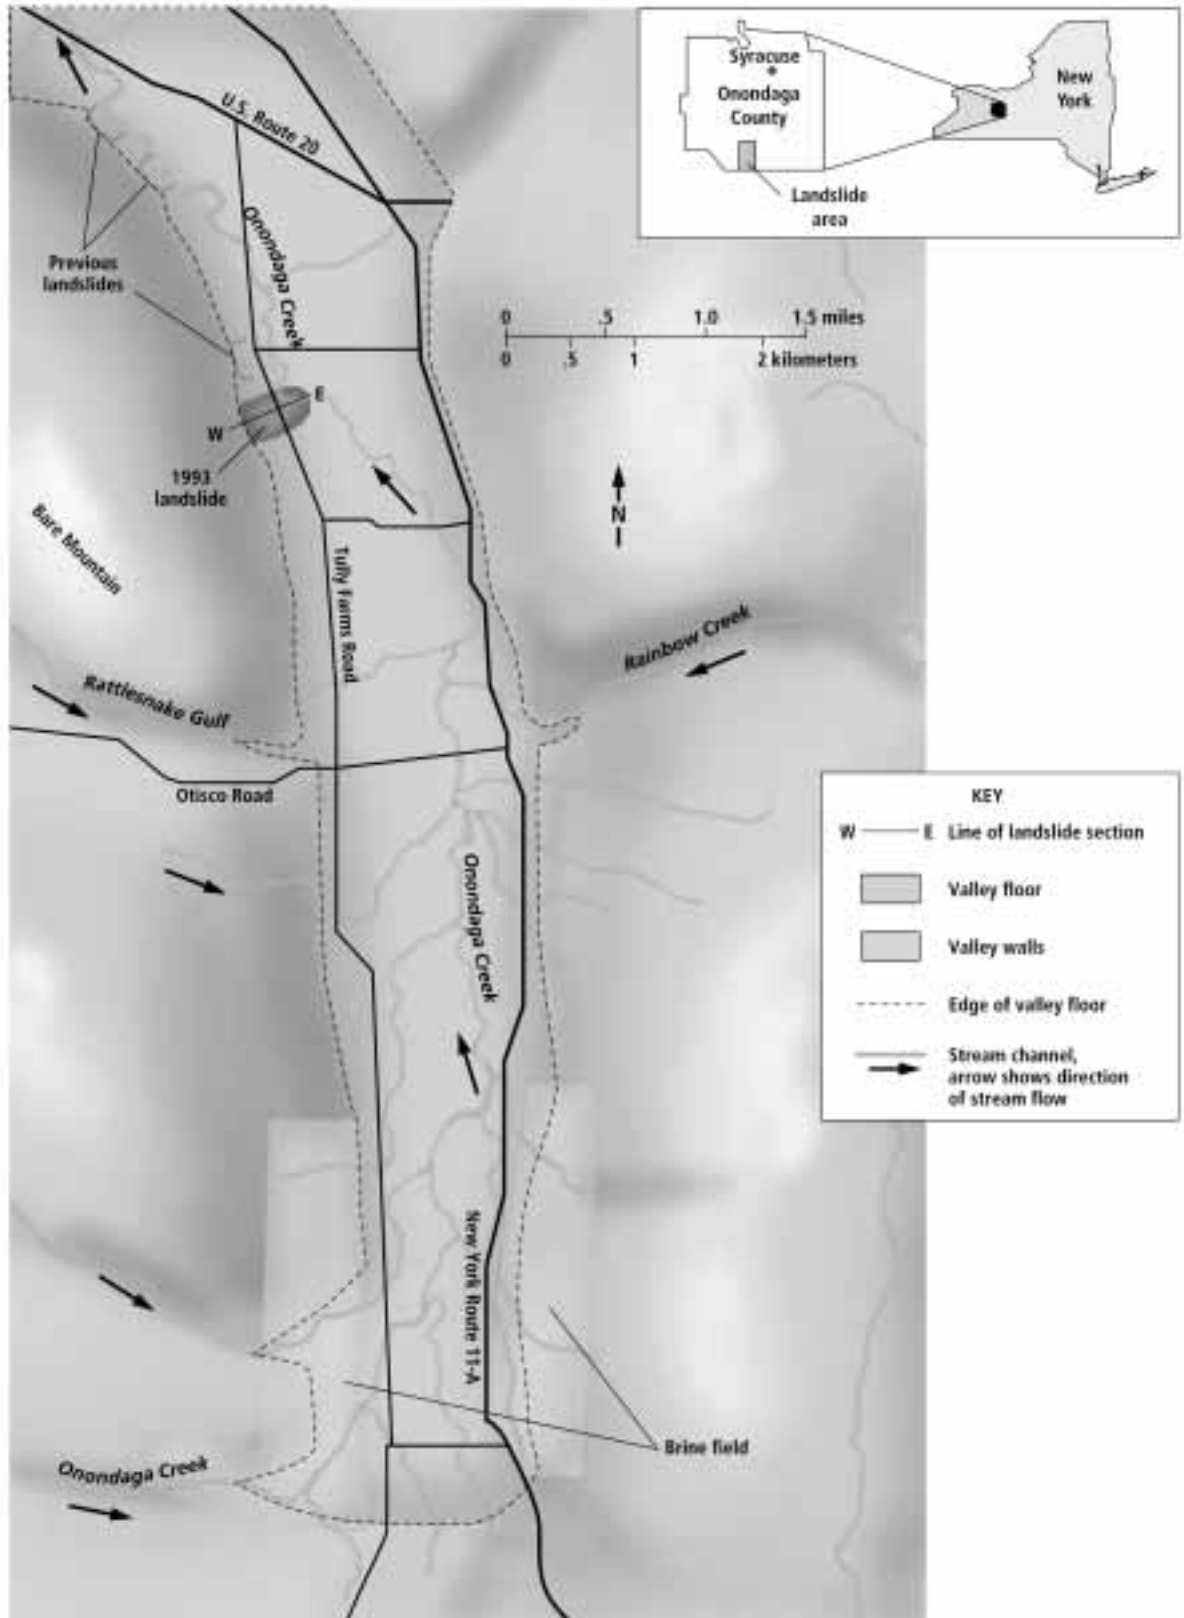 Syracuse
Onondaga
County
New
York
Landslide
area
U.S. Route 20
Onondaga Creek
Previous
landslides
0 .5 1.0 1.5 miles
0 .5 1 2 kilometers
E
W
1993
landslide
N
Bare Mountain
Tully Farms Road
Rainbow Creek
Rattlesnake Gulf
Otisco Road
KEY
W E Line of landslide section
Valley floor
Valley walls
Edge of valley floor
Stream channel,
arrow shows direction
of stream flow
Onondaga Creek
New York Route 11-A
Brine field
Onondaga Creek